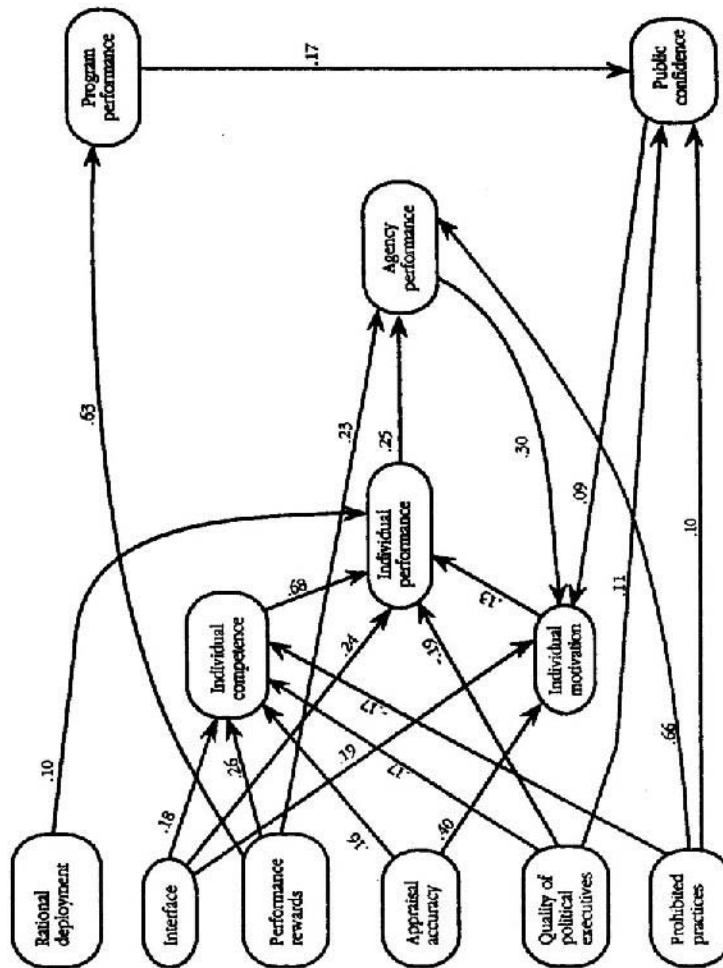 Prohibited
practices
Quality of
political
executives
Appraisal
accuracy
Performance
rewards
Interface
Rational
deployment
.66
-.17
.11
-.17
-.19
.40
.16
.19
.26
.18
.24
.10
Individual
motivation
Individual
competence
.13
.68
Individual
performance
.10
.09
.30
.25
.23
.63
Agency
performance
Public
confidence
.17
Program
performance